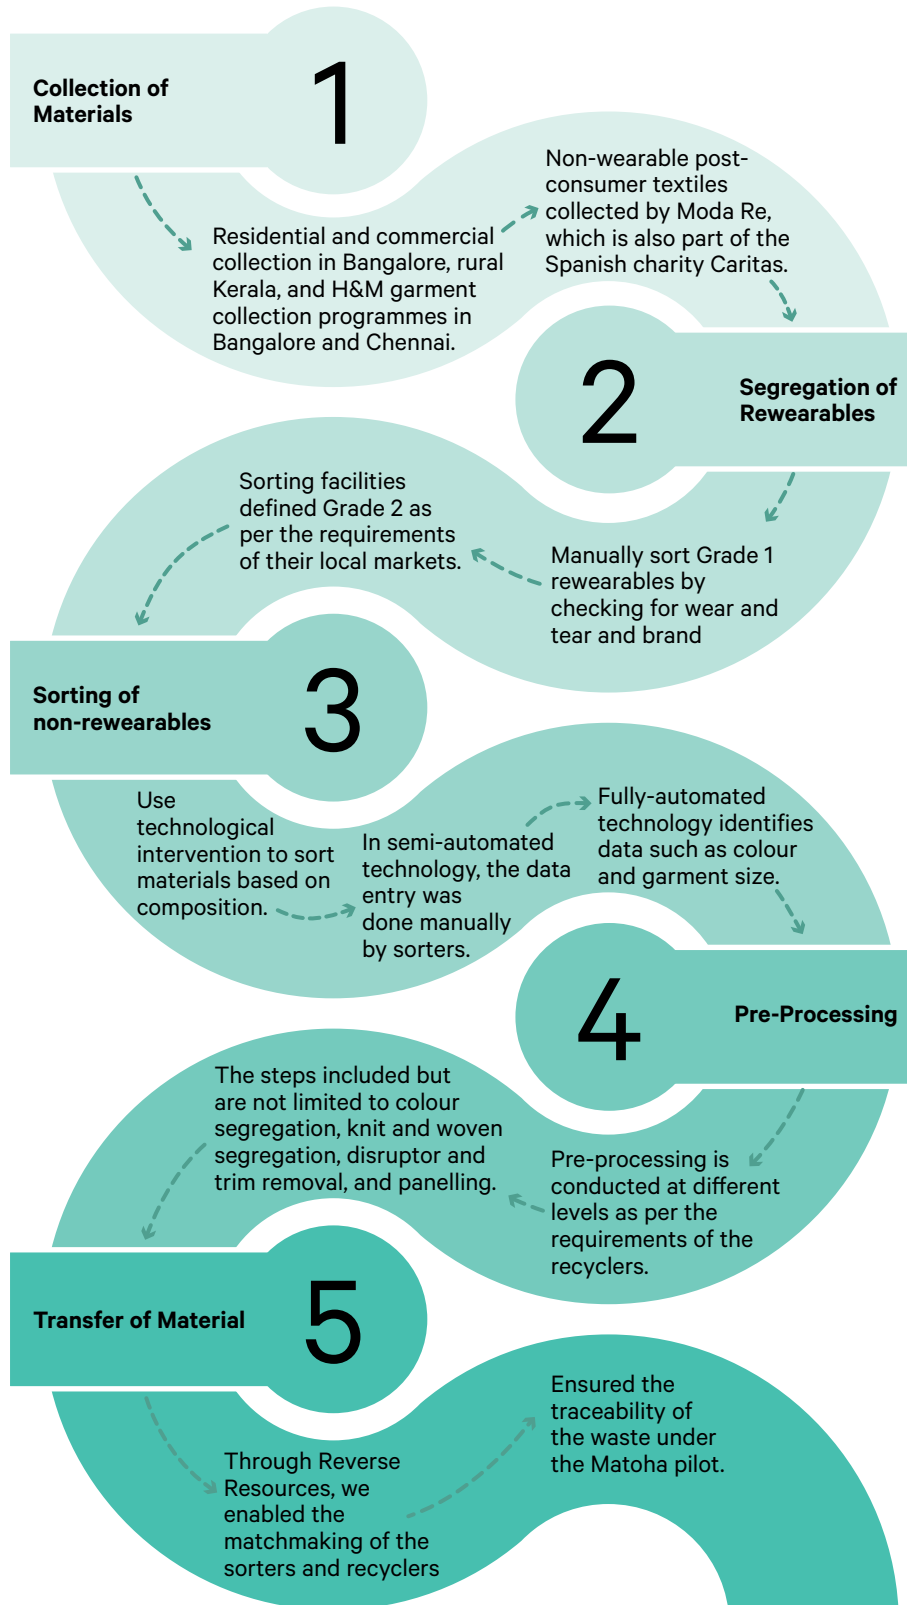 1
Collection of
Materials
Residential and commercial
collection in Bangalore, rural
Kerala, and H&M garment
collection programmes in
Bangalore and Chennai.
Non-wearable post-
consumer textiles
collected by Moda Re,
which is also part of the
Spanish charity Caritas.
2
Segregation of
Rewearables
Manually sort Grade 1
rewearables by
checking for wear and
tear and brand
Sorting facilities
defined Grade 2 as
per the requirements
of their local markets.
3
Sorting of
non-rewearables
Use
technological
intervention to sort
materials based on
composition.
In semi-automated
technology, the data
entry was
done manually
by sorters.
Fully-automated
technology identifies
data such as colour
and garment size.
4
Pre-Processing
Pre-processing is
conducted at different
levels as per the
requirements of the
recyclers.
The steps included but
are not limited to colour
segregation, knit and woven
segregation, disruptor and
trim removal, and panelling.
5
Transfer of Material
Through Reverse
Resources, we
enabled the
matchmaking of the
sorters and recyclers
Ensured the
traceability of
the waste under
the Matoha pilot.